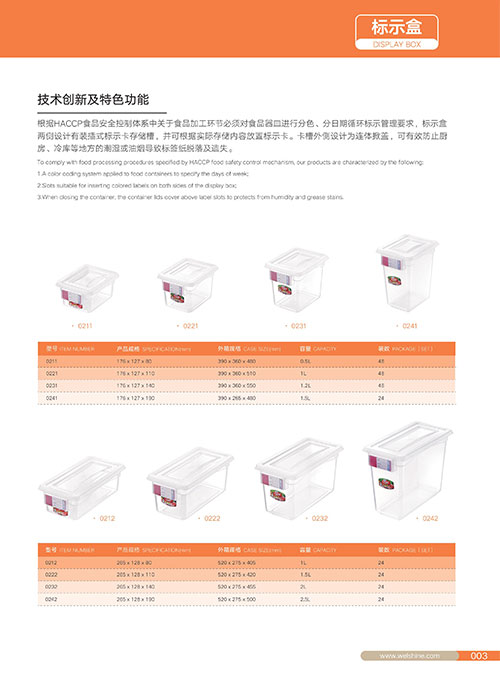 标示盒
DISPLAY BOX
技术创新及特色功能
根据HACCP食品安全控制体系中关于食品加工环节必须对食品器皿进行分色、分日期循环标示管理要求，标示盒
两侧设计有装插式标示卡存储槽，并可根据实际存储内容放置标示卡。卡槽外侧设计为连体掀盖，可有效防止厨
房、冷库等地方的潮湿或油烟导致标签纸脱落及遗失。
To comply with food processing procedures specified by HACCP food safety control mechanism, our products are characterized by the following:
1.A color coding system applied to food containers to specify the days of week;
2.Slots suitable for inserting colored labels on both sides of the display box;
3.When closing the container, the container lids cover above label slots to protects from humidity and grease stains.
• 0211 • 0221 • 0231 • 0241
型号 ITEM NUMBER 产品规格 SPECIFICATION(mm) 外箱规格 CASE SIZE(mm) 容量 CAPACITY 装数 PACKAGE (SET)
0211 176 x 127 x 80 390 x 360 x 480 0.5L 48
0221 176 x 127 x 110 390 x 360 x 510 1L 48
0231 176 x 127 x 140 390 x 360 x 550 1.2L 48
0241 176 x 127 x 190 390 x 265 x 480 1.5L 24
• 0212 • 0222 • 0232 • 0242
型号 ITEM NUMBER 产品规格 SPECIFICATION(mm) 外箱规格 CASE SIZE(mm) 容量 CAPACITY 装数 PACKAGE (SET)
0212 265 x 128 x 80 520 x 275 x 405 1L 24
0222 265 x 128 x 110 520 x 275 x 420 1.5L 24
0232 265 x 128 x 140 520 x 275 x 455 2L 24
0242 265 x 128 x 190 520 x 275 x 500 2.5L 24
www.welshine.com 003